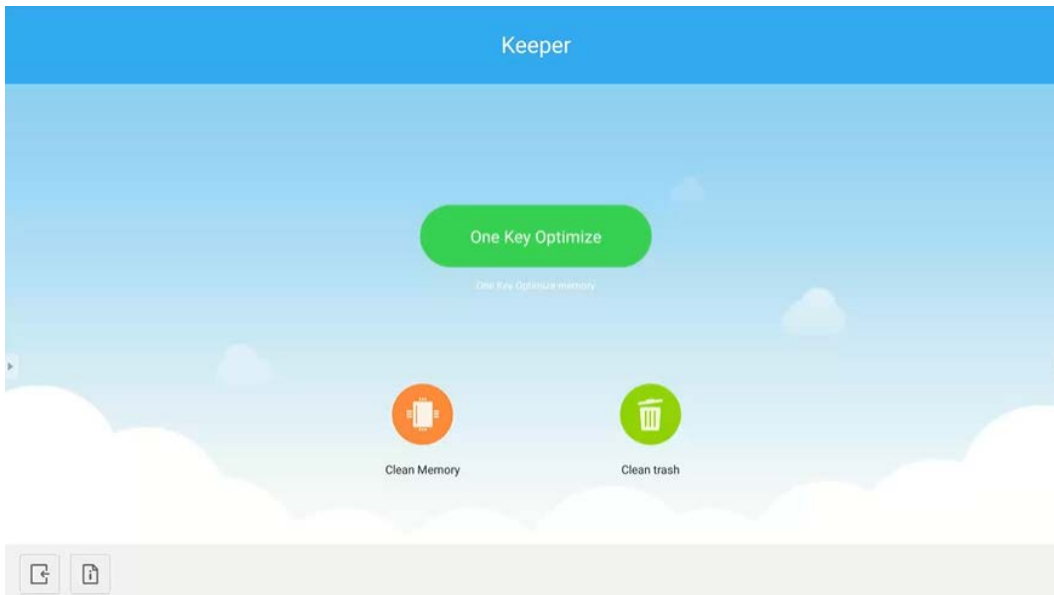 Keeper
One Key Optimize
One Key Optimize memory
Clean Memory
Clean trash